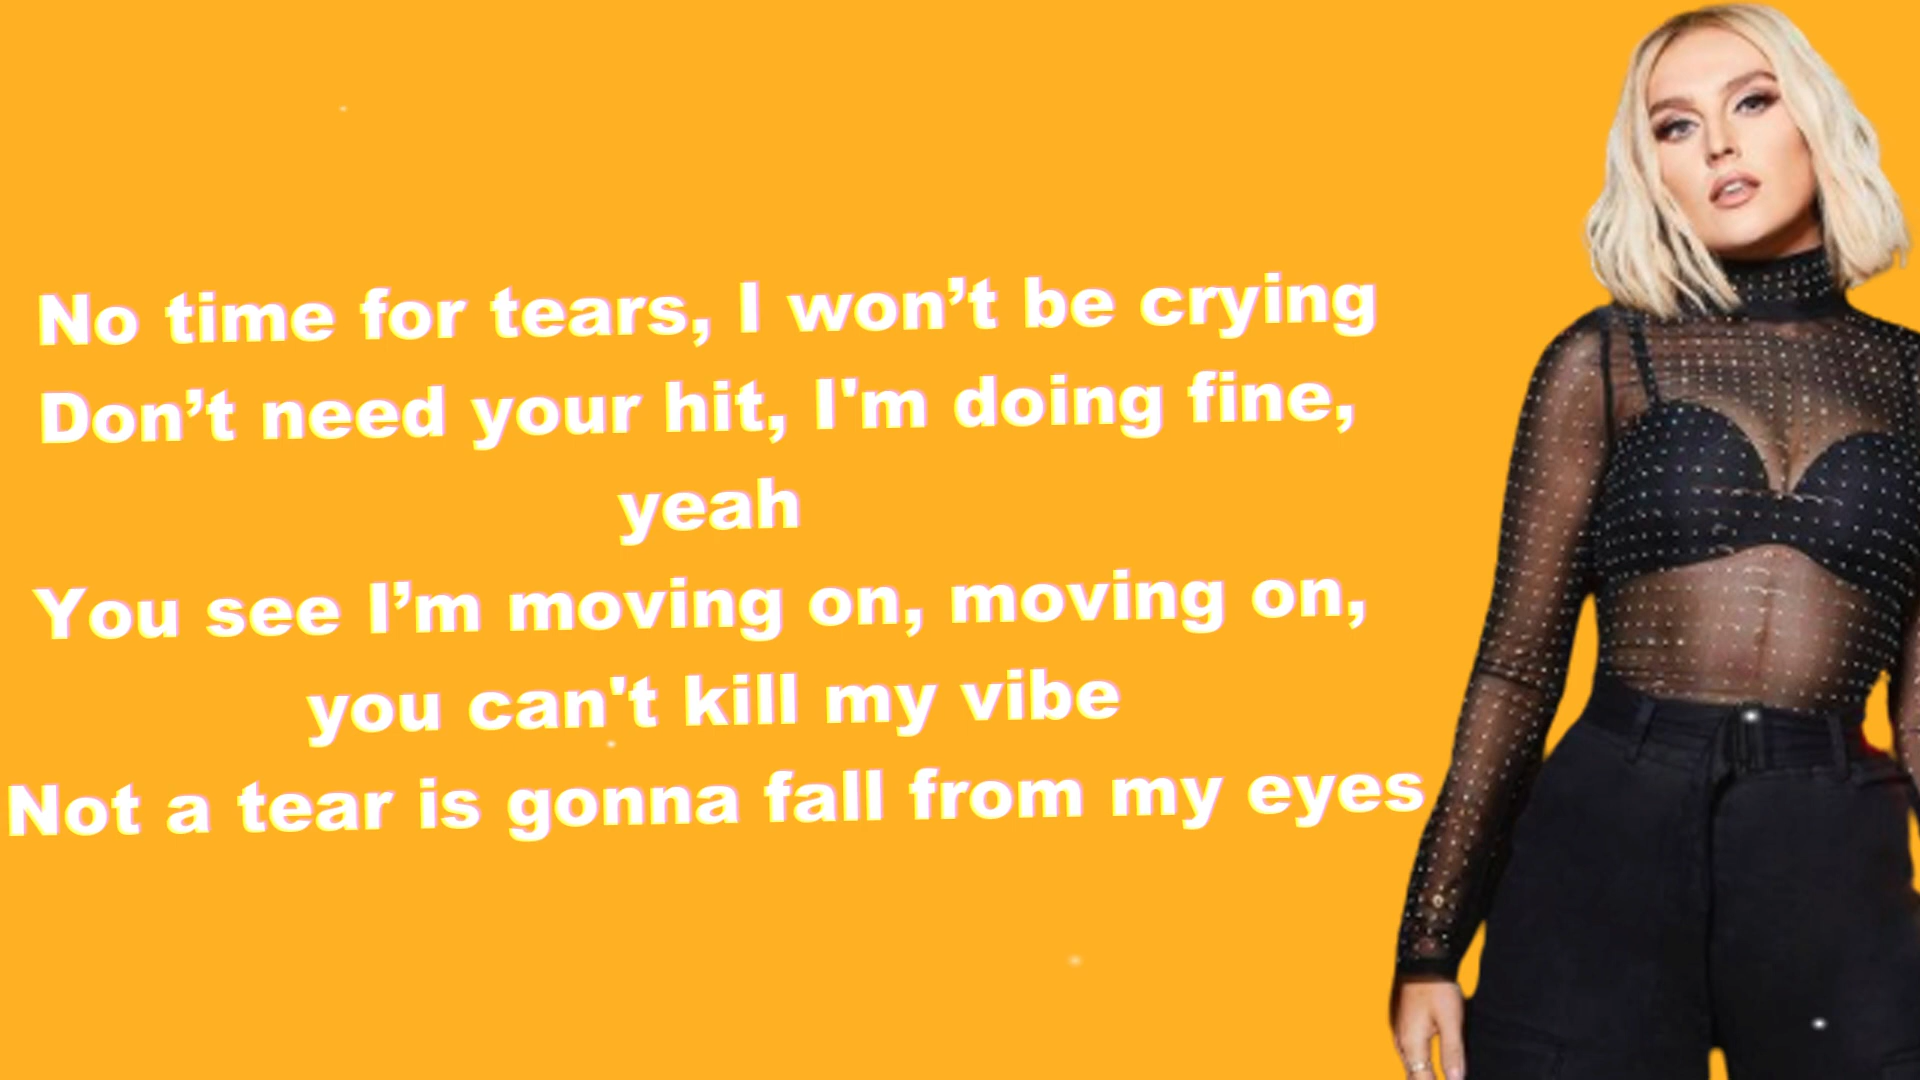 No time for tears, I won’t be crying
Don’t need your hit, I'm doing fine,
yeah
You see I’m moving on, moving on,
you can't kill my vibe
Not a tear is gonna fall from my eyes